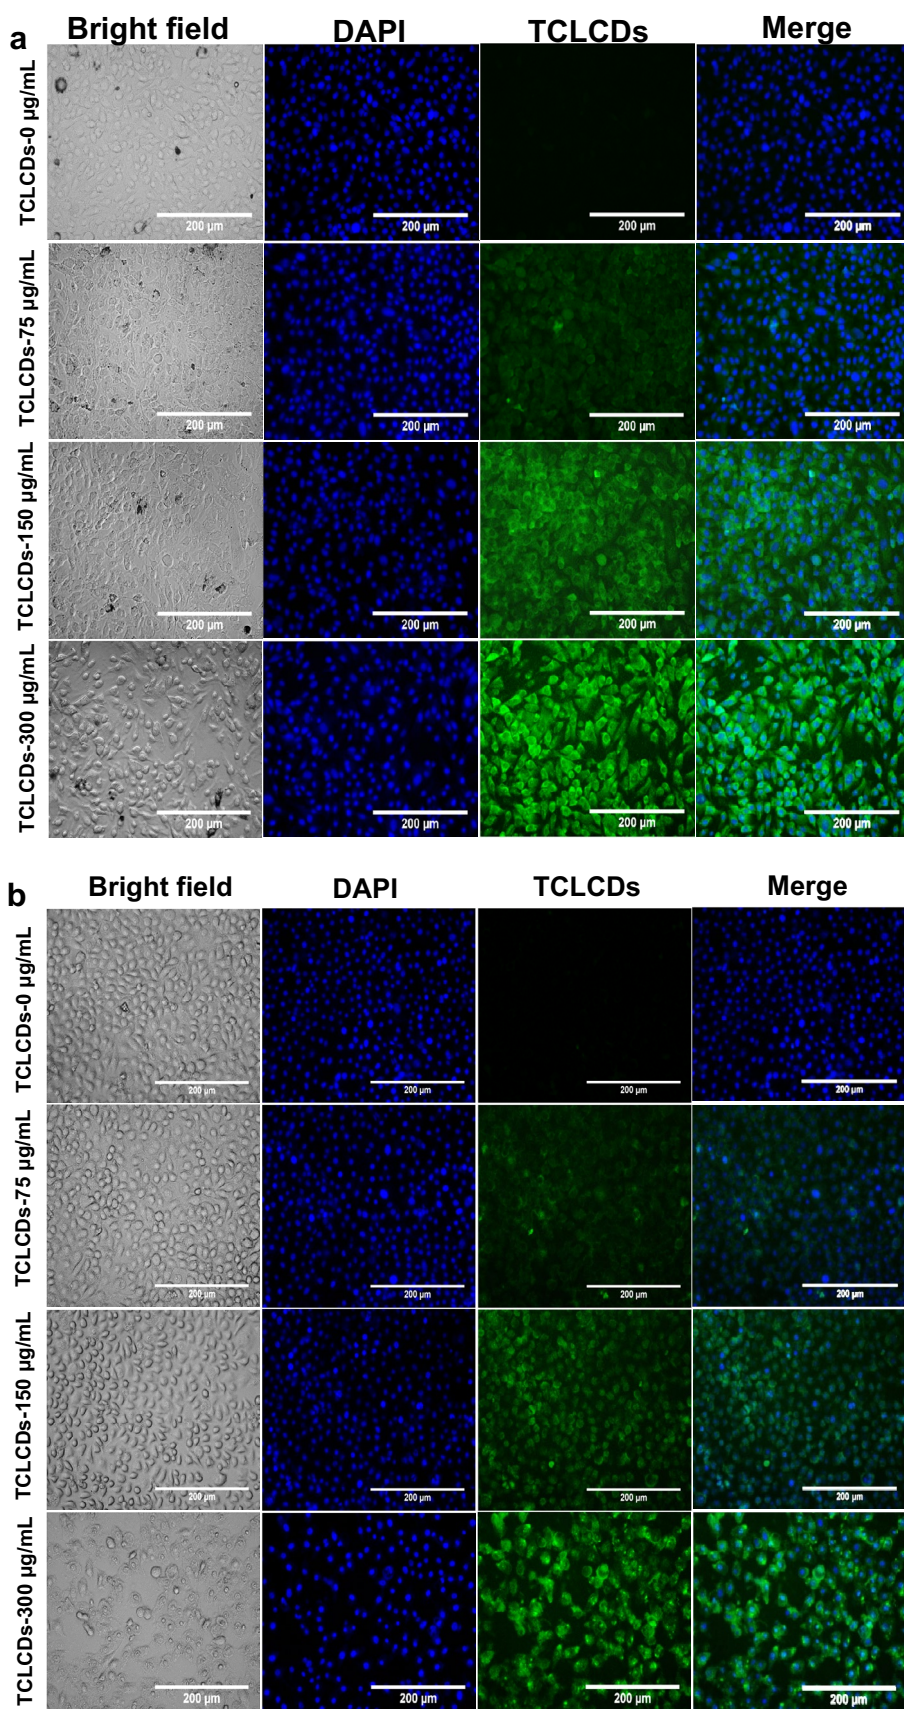 a
Bright field DAPI TCLCDs Merge
TCLCDs-0 µg/mL
200 µm 200 µm 200 µm 200 µm
TCLCDs-75 µg/mL
200 µm 200 µm 200 µm 200 µm
TCLCDs-150 µg/mL
200 µm 200 µm 200 µm 200 µm
TCLCDs-300 µg/mL
200 µm 200 µm 200 µm 200 µm
b
Bright field DAPI TCLCDs Merge
TCLCDs-0 µg/mL
200 µm 200 µm 200 µm 200 µm
TCLCDs-75 µg/mL
200 µm 200 µm 200 µm 200 µm
TCLCDs-150 µg/mL
200 µm 200 µm 200 µm 200 µm
TCLCDs-300 µg/mL
200 µm 200 µm 200 µm 200 µm